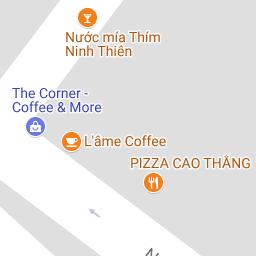 Nước mía Thím
Ninh Thiên
The Corner -
Coffee & More
L'âme Coffee
PIZZA CAO THẮNG